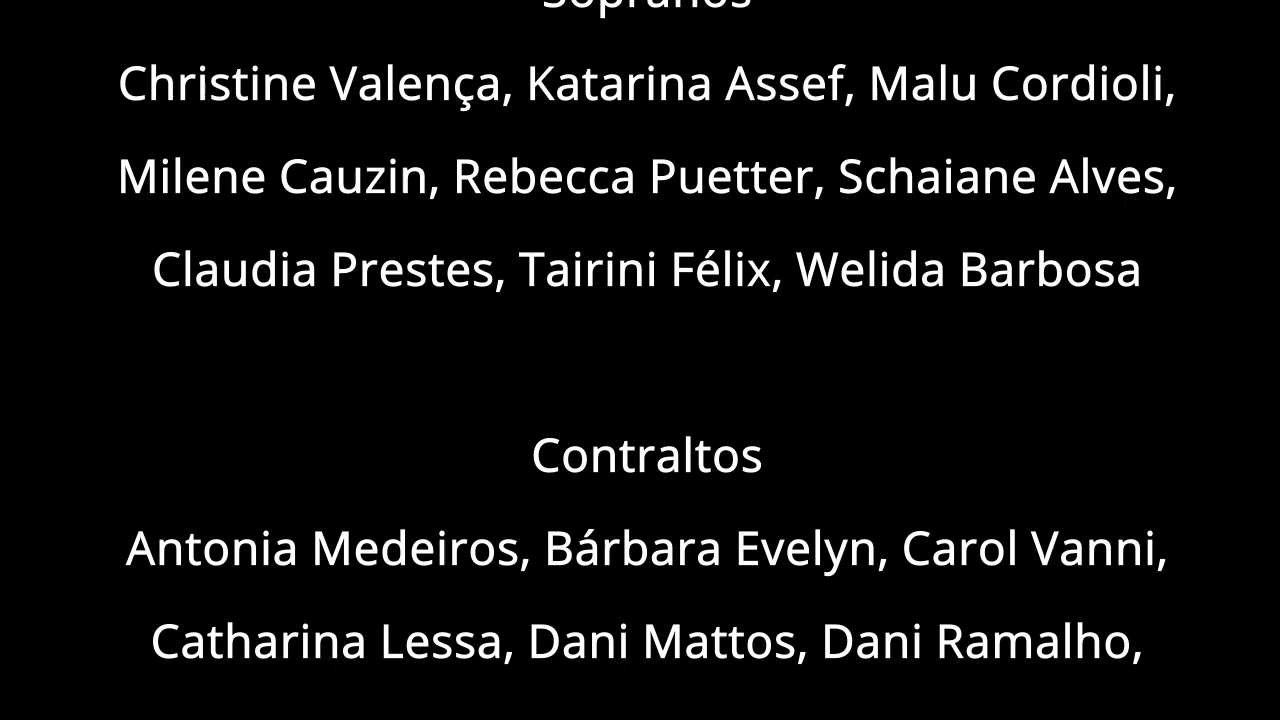 Sopranos
Christine Valença, Katarina Assef, Malu Cordioli,
Milene Cauzin, Rebecca Puetter, Schaiane Alves,
Claudia Prestes, Tairini Félix, Welida Barbosa
Contraltos
Antonia Medeiros, Bárbara Evelyn, Carol Vanni,
Catharina Lessa, Dani Mattos, Dani Ramalho,